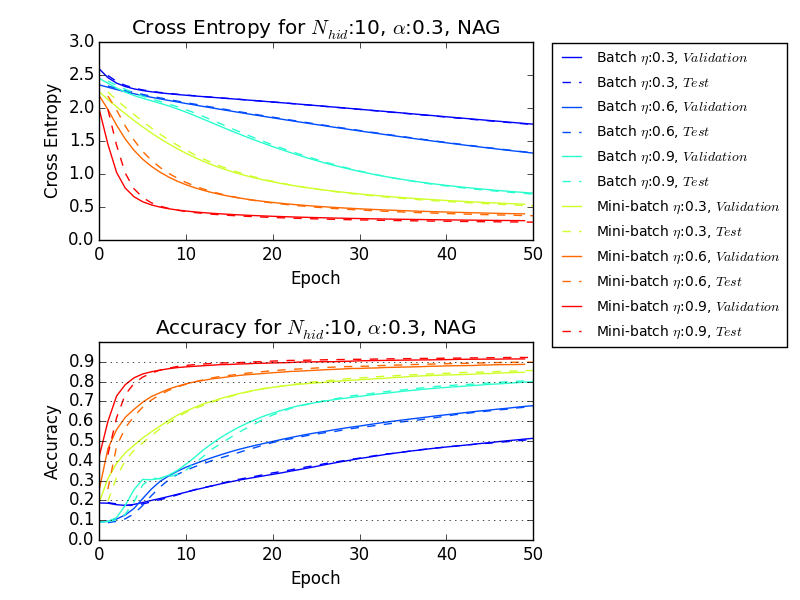 Cross Entropy for N_hid:10, α:0.3, NAG
3.0
2.5
2.0
1.5
1.0
0.5
0.0
Cross Entropy
0 10 20 30 40 50
Epoch
Batch η:0.3, Validation
Batch η:0.3, Test
Batch η:0.6, Validation
Batch η:0.6, Test
Batch η:0.9, Validation
Batch η:0.9, Test
Mini-batch η:0.3, Validation
Mini-batch η:0.3, Test
Mini-batch η:0.6, Validation
Mini-batch η:0.6, Test
Mini-batch η:0.9, Validation
Mini-batch η:0.9, Test
Accuracy for N_hid:10, α:0.3, NAG
0.9
0.8
0.7
0.6
0.5
0.4
0.3
0.2
0.1
0.0
Accuracy
0 10 20 30 40 50
Epoch